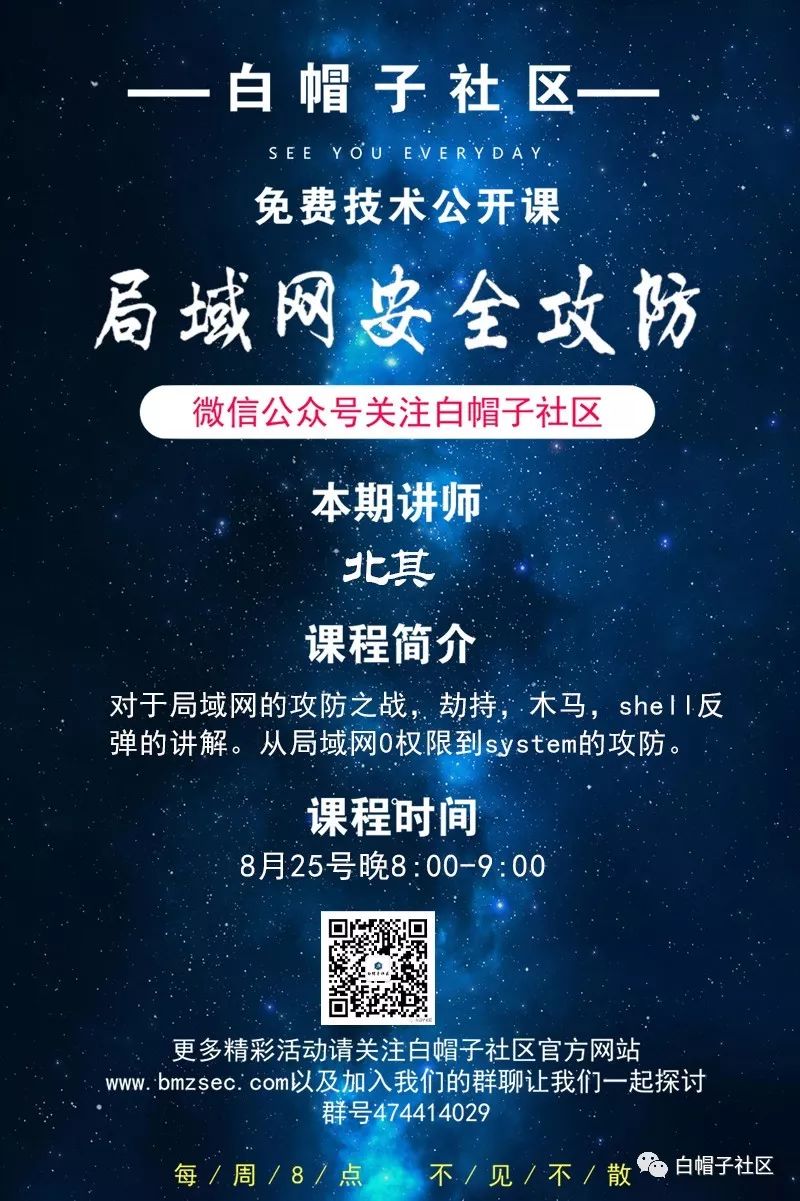 白帽子社区
SEE YOU EVERYDAY
免费技术公开课
局域网安全攻防
微信公众号关注白帽子社区
本期讲师
北其
课程简介
对于局域网的攻防之战，劫持，木马，shell反
弹的讲解。从局域网0权限到system的攻防。
课程时间
8月25号晚8:00-9:00
更多精彩活动请关注白帽子社区官方网站
www.bmzsec.com以及加入我们的群聊让我们一起探讨
群号474414029
每/周/8/点 不/见/不/散
白帽子社区